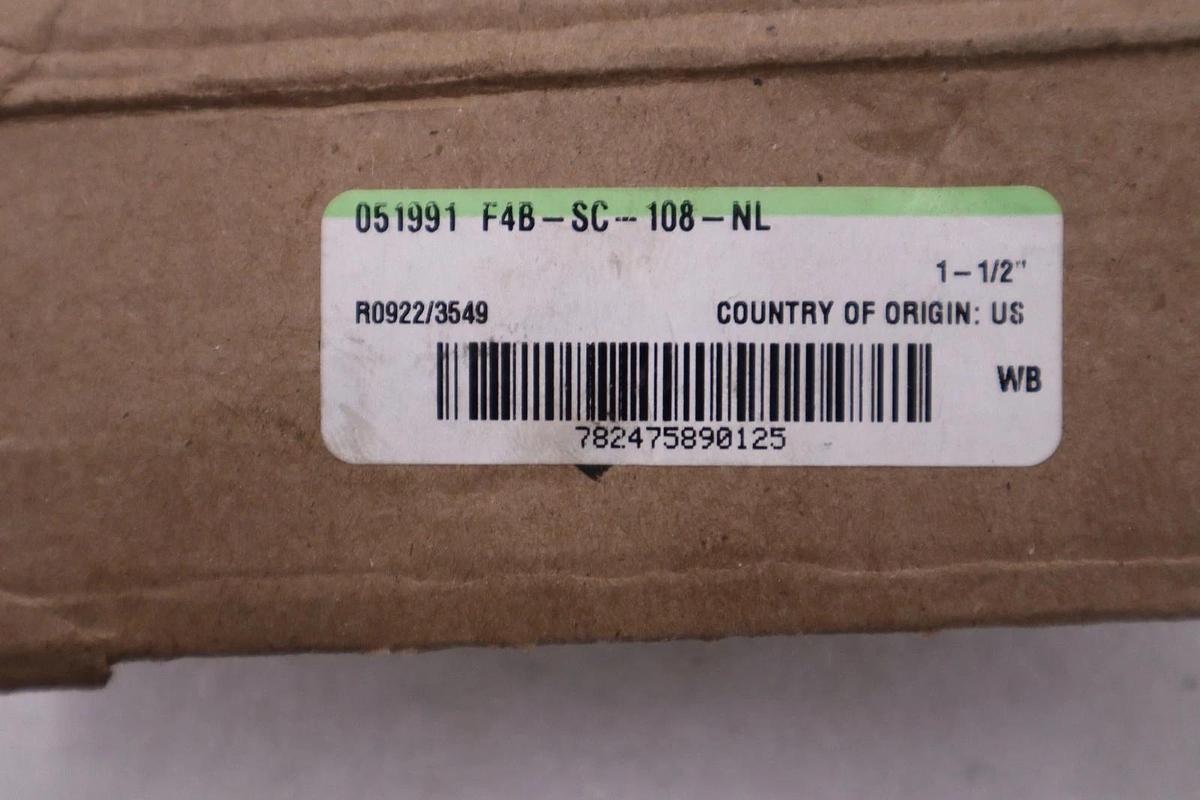 051991 F4B-SC---108-NL
1-1/2"
R0922/3549 COUNTRY OF ORIGIN: US
WB
782475890125